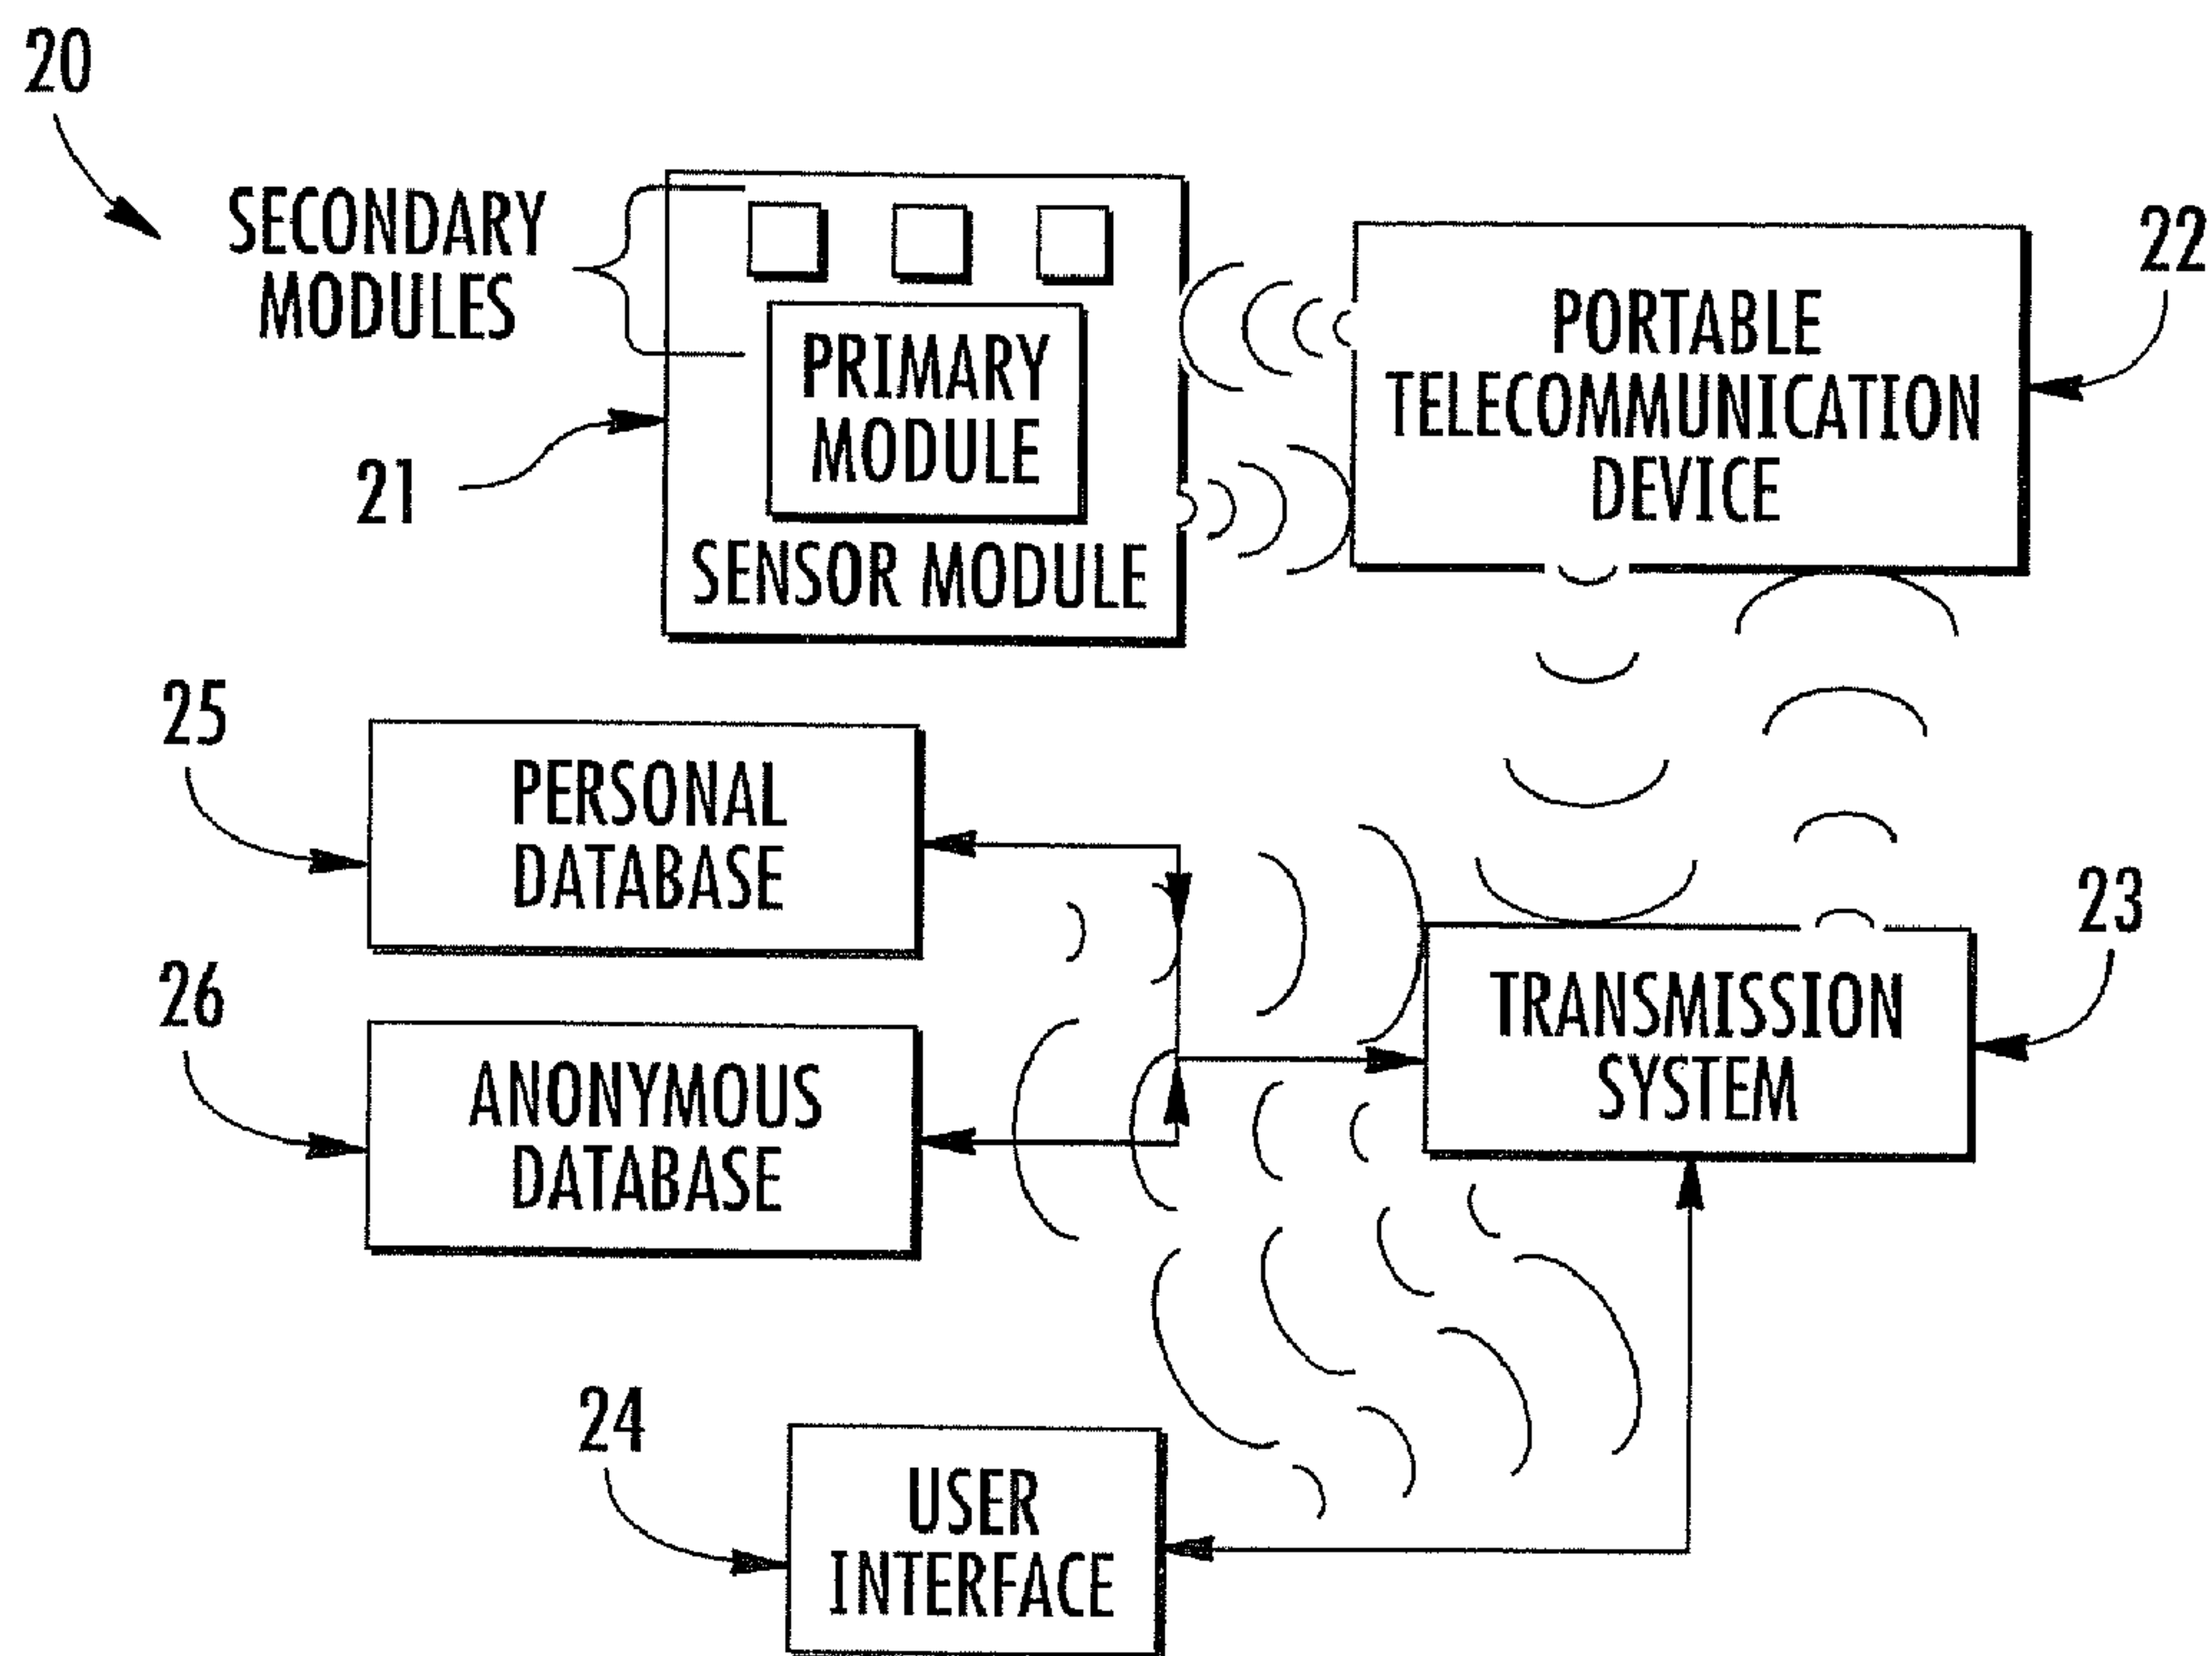 20
SECONDARY
MODULES
PRIMARY
MODULE
SENSOR MODULE
21
PORTABLE
TELECOMMUNICATION
DEVICE
22
25
PERSONAL
DATABASE
26
ANONYMOUS
DATABASE
TRANSMISSION
SYSTEM
23
24
USER
INTERFACE